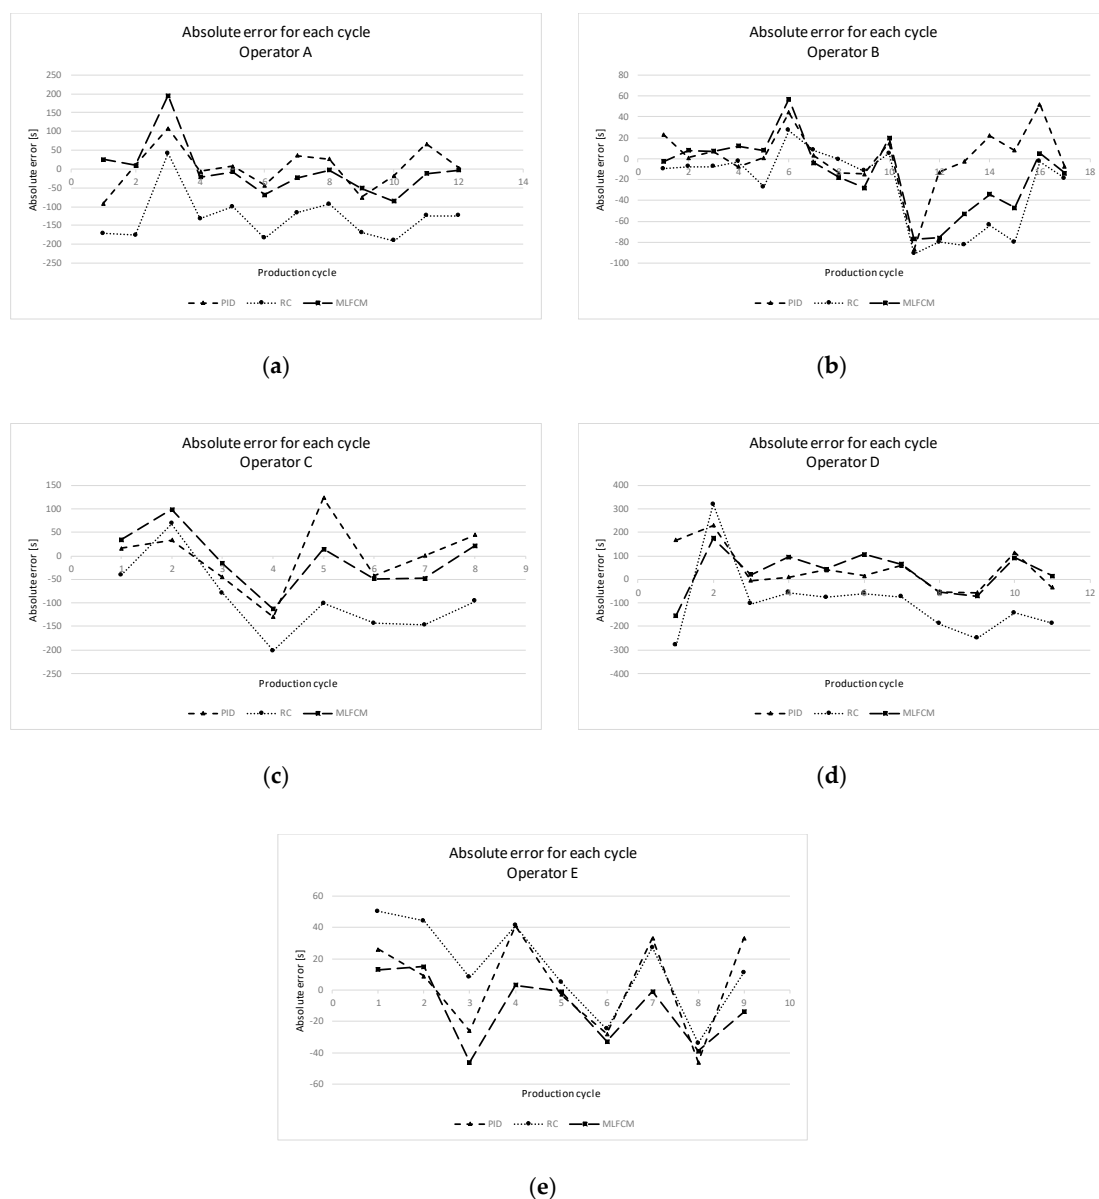 Absolute error for each cycle
Operator A
250
200
150
100
50
0
-50
-100
-150
-200
-250
0 2 4 6 8 10 12 14
Absolute error [s]
Production cycle
PID RC MLFCM
(a)
Absolute error for each cycle
Operator B
80
60
40
20
0
-20
-40
-60
-80
-100
0 2 4 6 8 10 12 14 16 18
Absolute error [s]
Production cycle
PID RC MLFCM
(b)
Absolute error for each cycle
Operator C
150
100
50
0
-50
-100
-150
-200
-250
0 1 2 3 4 5 6 7 8 9
Absolute error [s]
Production cycle
PID RC MLFCM
(c)
Absolute error for each cycle
Operator D
400
300
200
100
0
-100
-200
-300
-400
0 2 4 6 8 10 12
Absolute error [s]
Production cycle
PID RC MLFCM
(d)
Absolute error for each cycle
Operator E
60
40
20
0
-20
-40
-60
0 1 2 3 4 5 6 7 8 9 10
Absolute error [s]
Production cycle
PID RC MLFCM
(e)